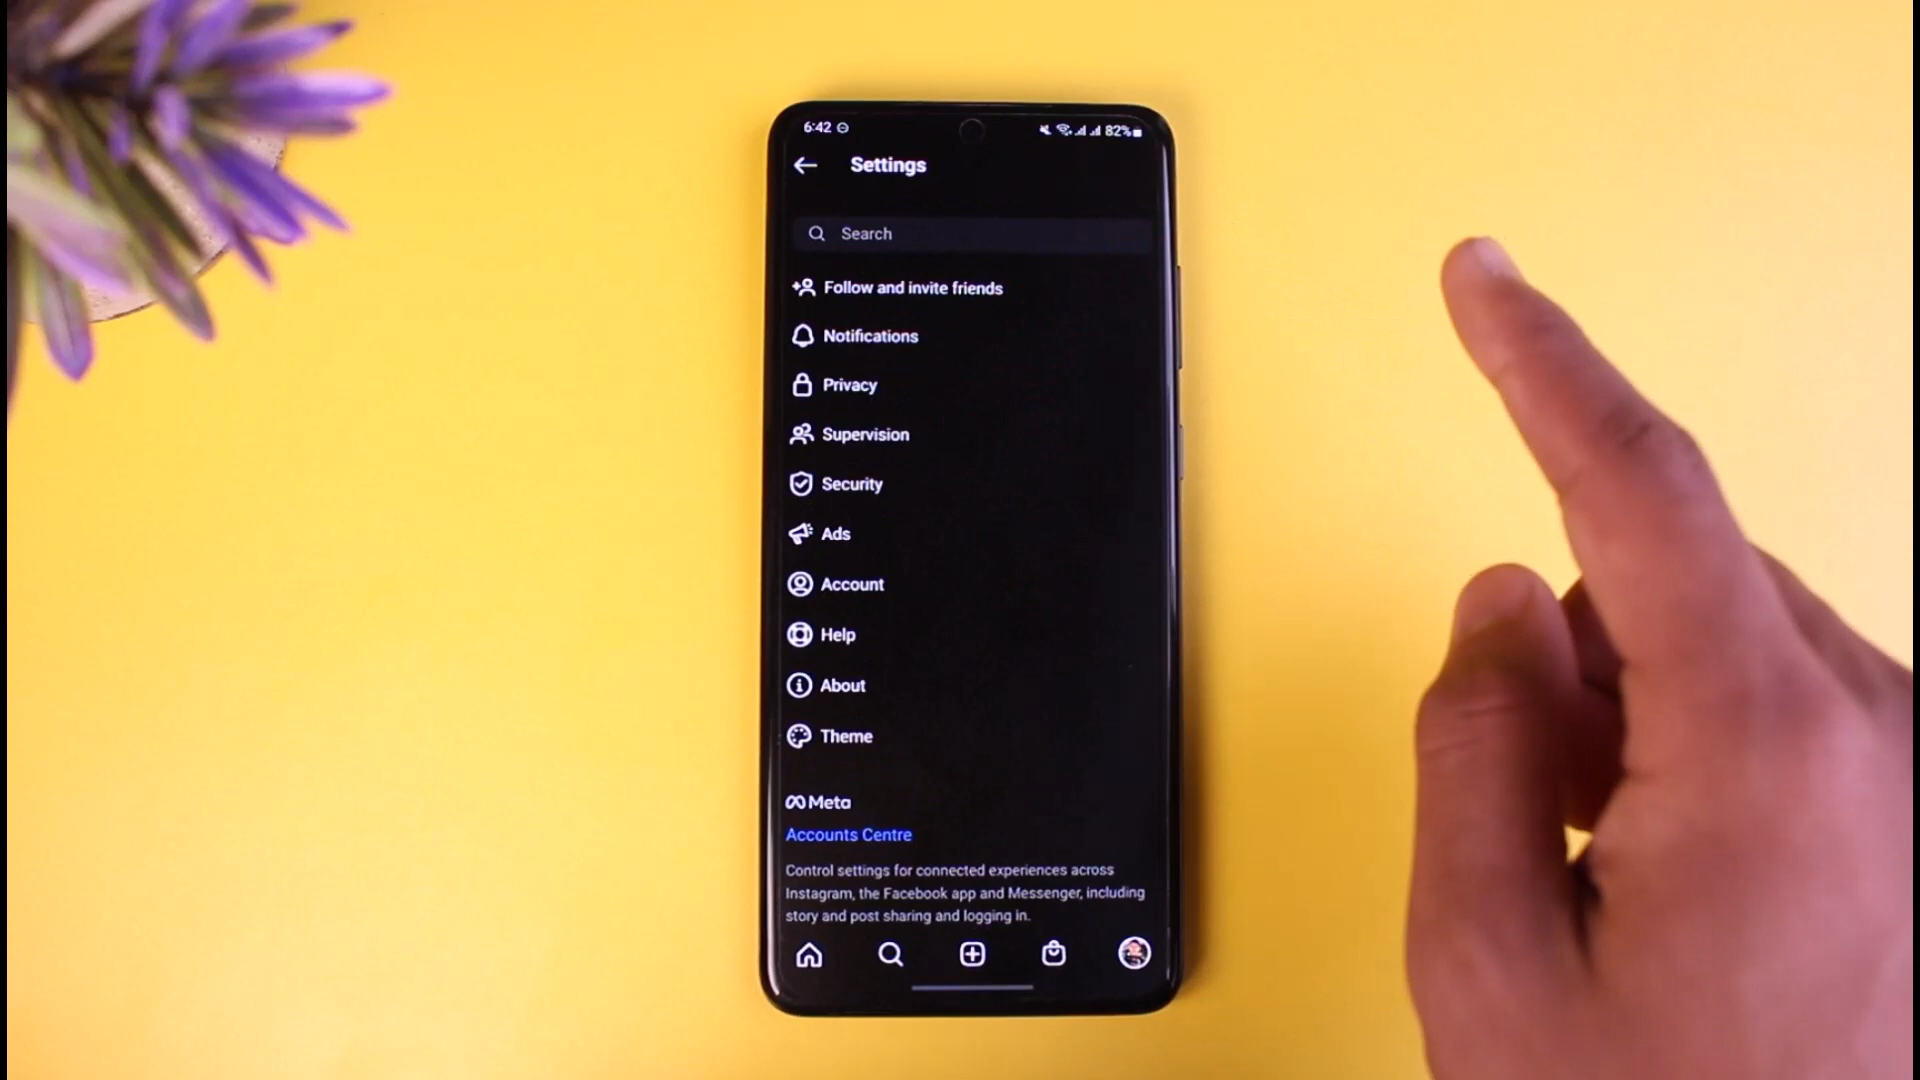 6:42
82%
Settings
Search
Follow and invite friends
Notifications
Privacy
Supervision
Security
Ads
Account
Help
About
Theme
Meta
Accounts Centre
Control settings for connected experiences across
Instagram, the Facebook app and Messenger, including
story and post sharing and logging in.